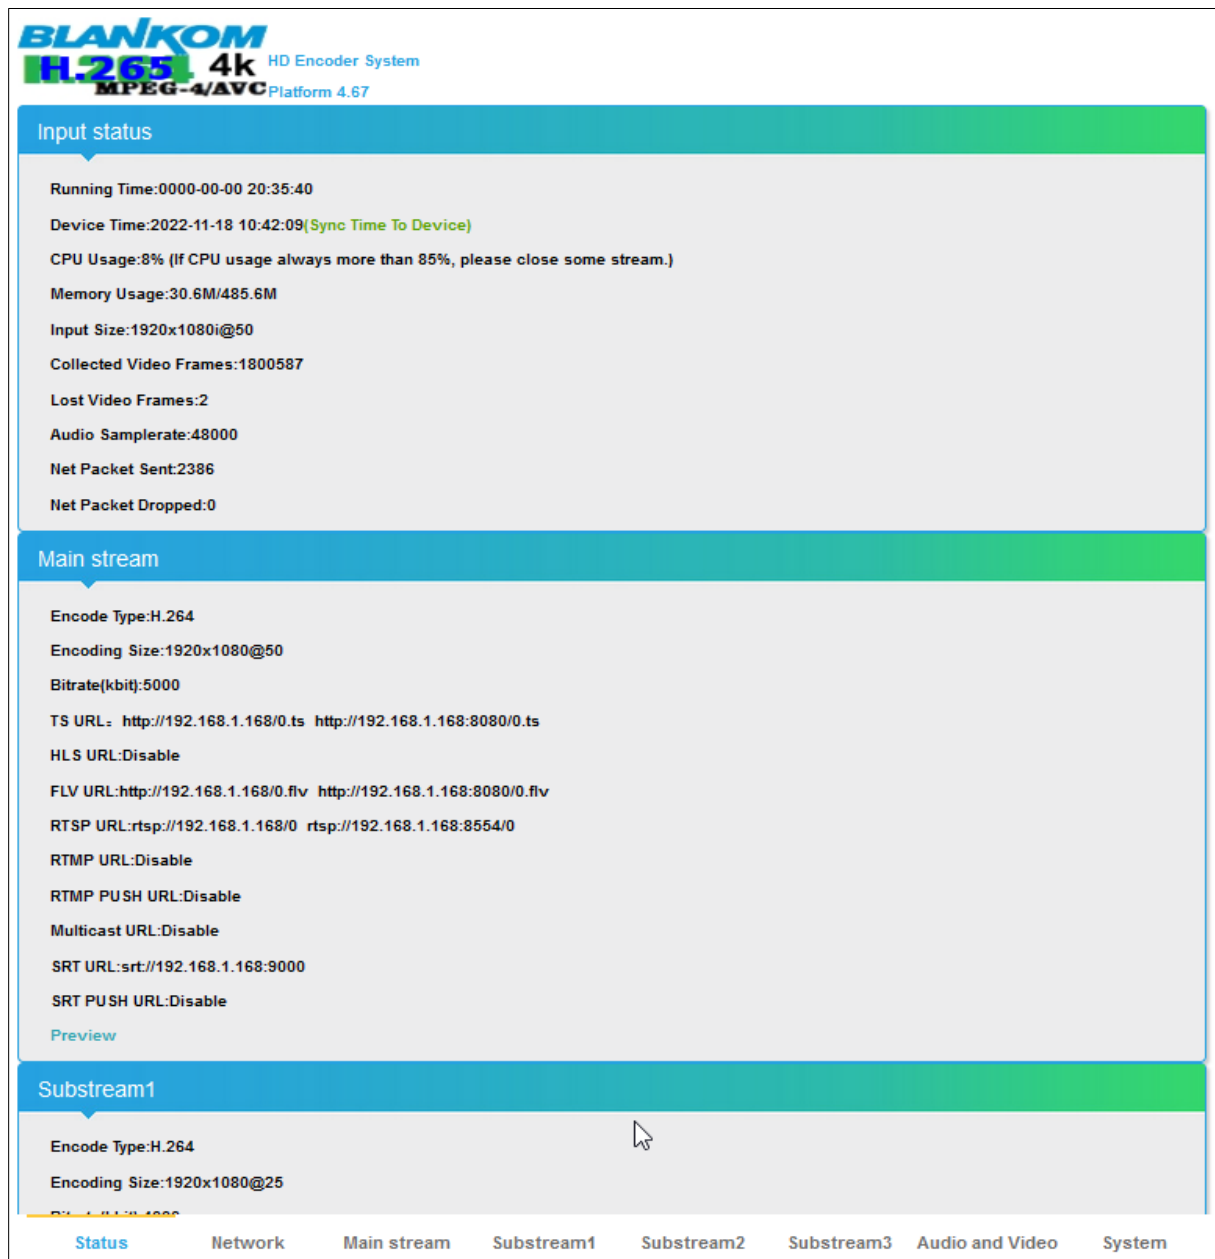 BLANKOM
H.265 4k
MPEG-4/AVC
HD Encoder System
Platform 4.67
Input status
Running Time:0000-00-00 20:35:40
Device Time:2022-11-18 10:42:09(Sync Time To Device)
CPU Usage:8% (If CPU usage always more than 85%, please close some stream.)
Memory Usage:30.6M/485.6M
Input Size:1920x1080i@50
Collected Video Frames:1800587
Lost Video Frames:2
Audio Samplerate:48000
Net Packet Sent:2386
Net Packet Dropped:0
Main stream
Encode Type:H.264
Encoding Size:1920x1080@50
Bitrate(kbit):5000
TS URL： http://192.168.1.168/0.ts http://192.168.1.168:8080/0.ts
HLS URL:Disable
FLV URL:http://192.168.1.168/0.flv http://192.168.1.168:8080/0.flv
RTSP URL:rtsp://192.168.1.168/0 rtsp://192.168.1.168:8554/0
RTMP URL:Disable
RTMP PUSH URL:Disable
Multicast URL:Disable
SRT URL:srt://192.168.1.168:9000
SRT PUSH URL:Disable
Preview
Substream1
Encode Type:H.264
Encoding Size:1920x1080@25
Status Network Main stream Substream1 Substream2 Substream3 Audio and Video System